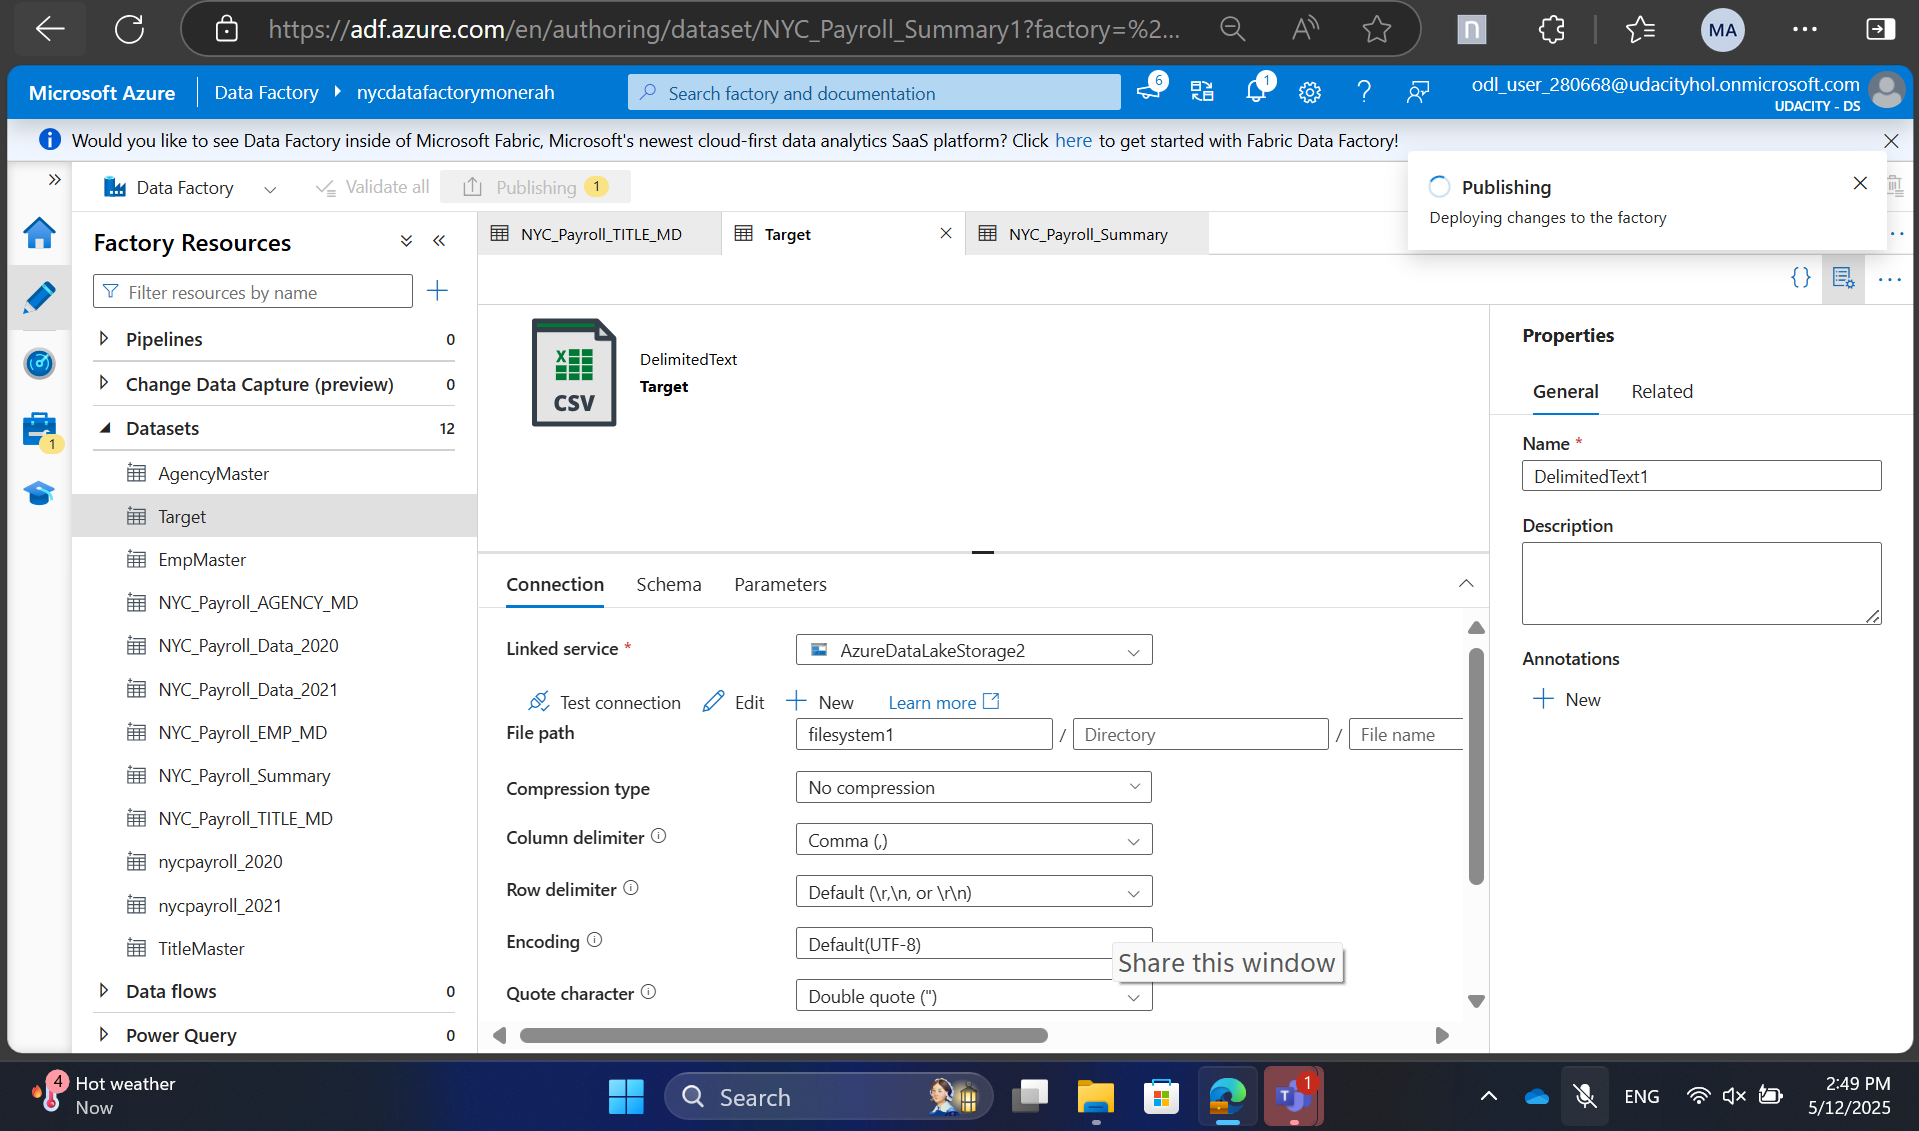 https://adf.azure.com/en/authoring/dataset/NYC_Payroll_Summary1?factory=%2...
n
MA
Microsoft Azure
Data Factory
nycdatafactorymonerah
Search factory and documentation
6
1
odl_user_280668@udacityhol.onmicrosoft.com
UDACITY - DS
Would you like to see Data Factory inside of Microsoft Fabric, Microsoft's newest cloud-first data analytics SaaS platform? Click here to get started with Fabric Data Factory!
Data Factory
Validate all
Publishing 1
Publishing
Deploying changes to the factory
Factory Resources
NYC_Payroll_TITLE_MD
Target
NYC_Payroll_Summary
Filter resources by name
Pipelines 0
Change Data Capture (preview) 0
Datasets 12
AgencyMaster
Target
EmpMaster
NYC_Payroll_AGENCY_MD
NYC_Payroll_Data_2020
NYC_Payroll_Data_2021
NYC_Payroll_EMP_MD
NYC_Payroll_Summary
NYC_Payroll_TITLE_MD
nycpayroll_2020
nycpayroll_2021
TitleMaster
Data flows 0
Power Query 0
1
X
CSV
DelimitedText
Target
Connection
Schema
Parameters
Linked service *
AzureDataLakeStorage2
Test connection
Edit
New
Learn more
File path
filesystem1 / Directory / File name
Compression type
No compression
Column delimiter
Comma (,)
Row delimiter
Default (\r,\n, or \r\n)
Encoding
Default(UTF-8)
Share this window
Quote character
Double quote (")
{}
Properties
General
Related
Name *
DelimitedText1
Description
Annotations
New
4
Hot weather
Now
Search
T
1
ENG
2:49 PM
5/12/2025